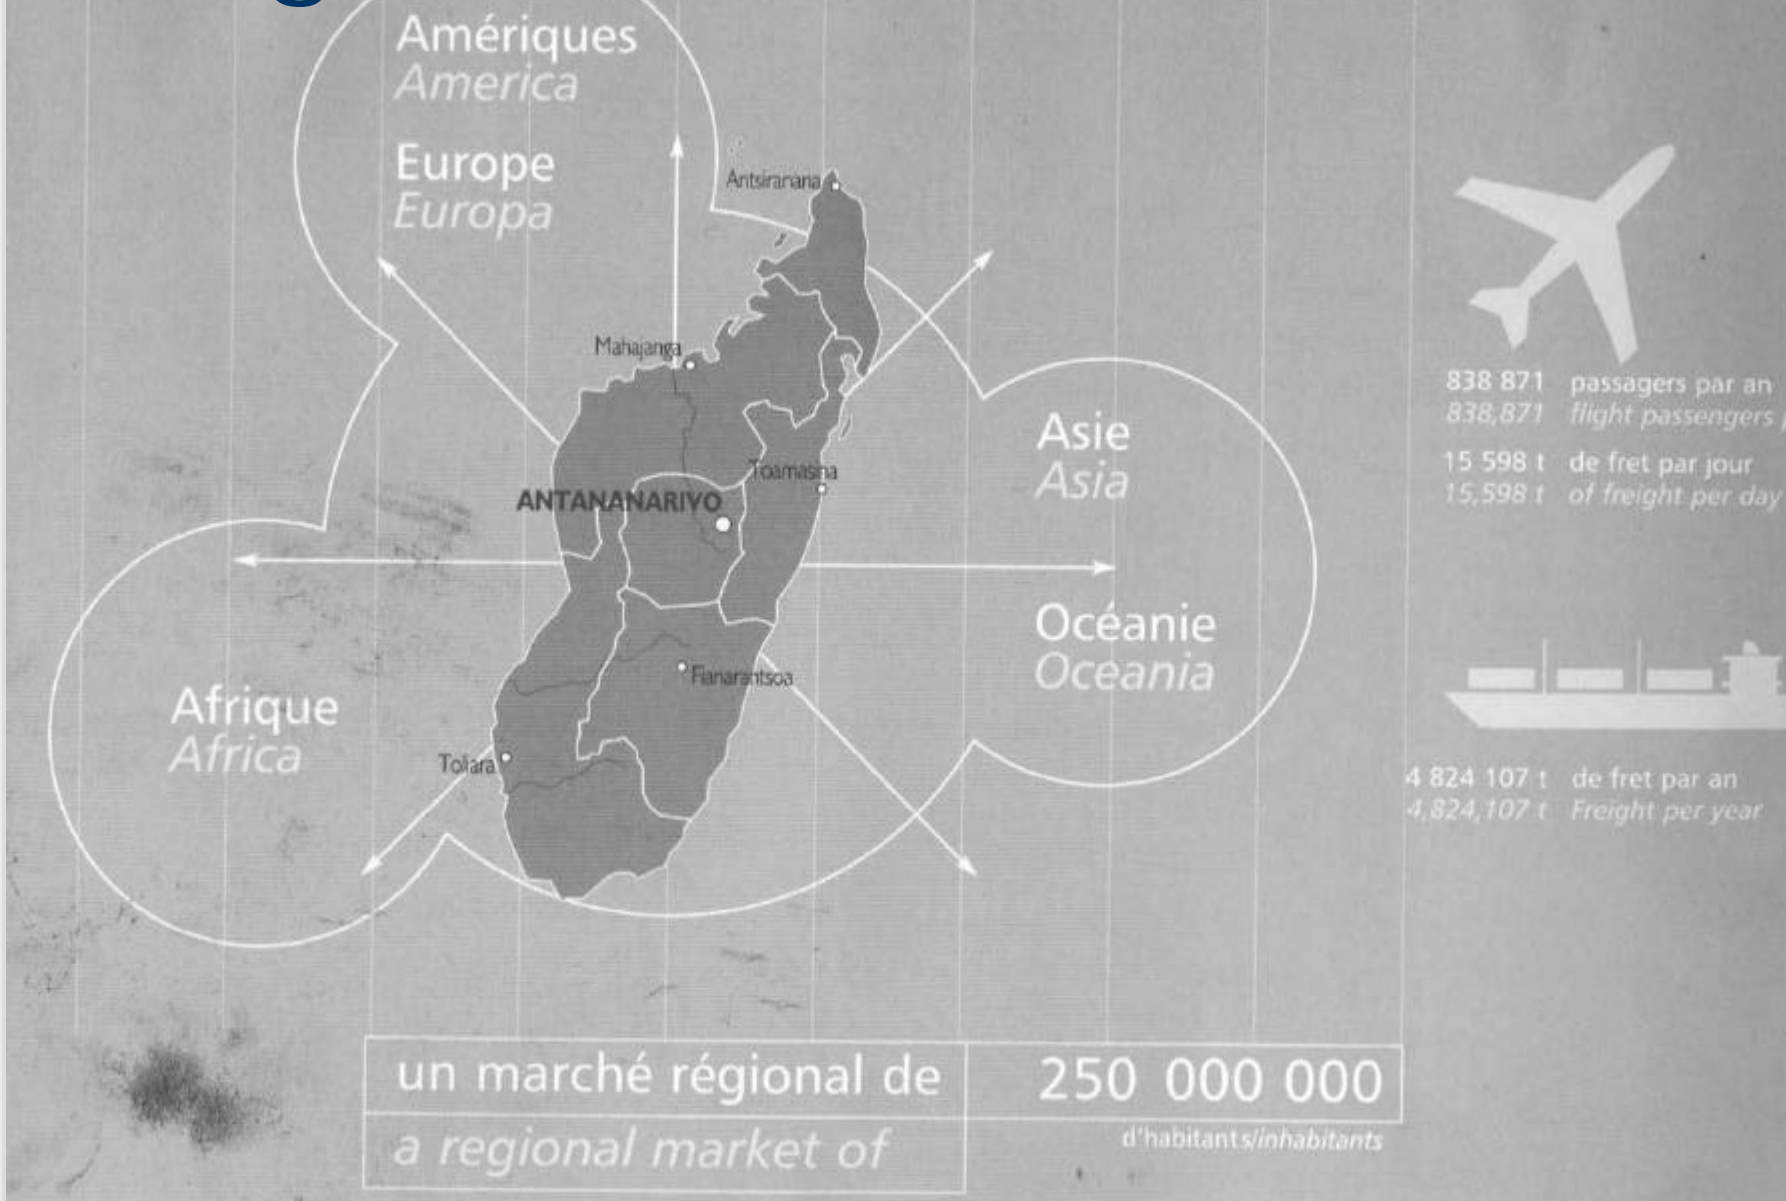 Amériques
America
Europe
Europa
Antsiranana
Mahajanga
Asie
Asia
Toamasina
ANTANANARIVO
Océanie
Oceania
Fianarantsoa
Afrique
Africa
Toliara
838 871 passagers par an
838,871 flight passengers
15 598 t de fret par jour
15,598 t of freight per day
4 824 107 t de fret par an
4,824,107 t Freight per year
un marché régional de 250 000 000
a regional market of d'habitants/inhabitants